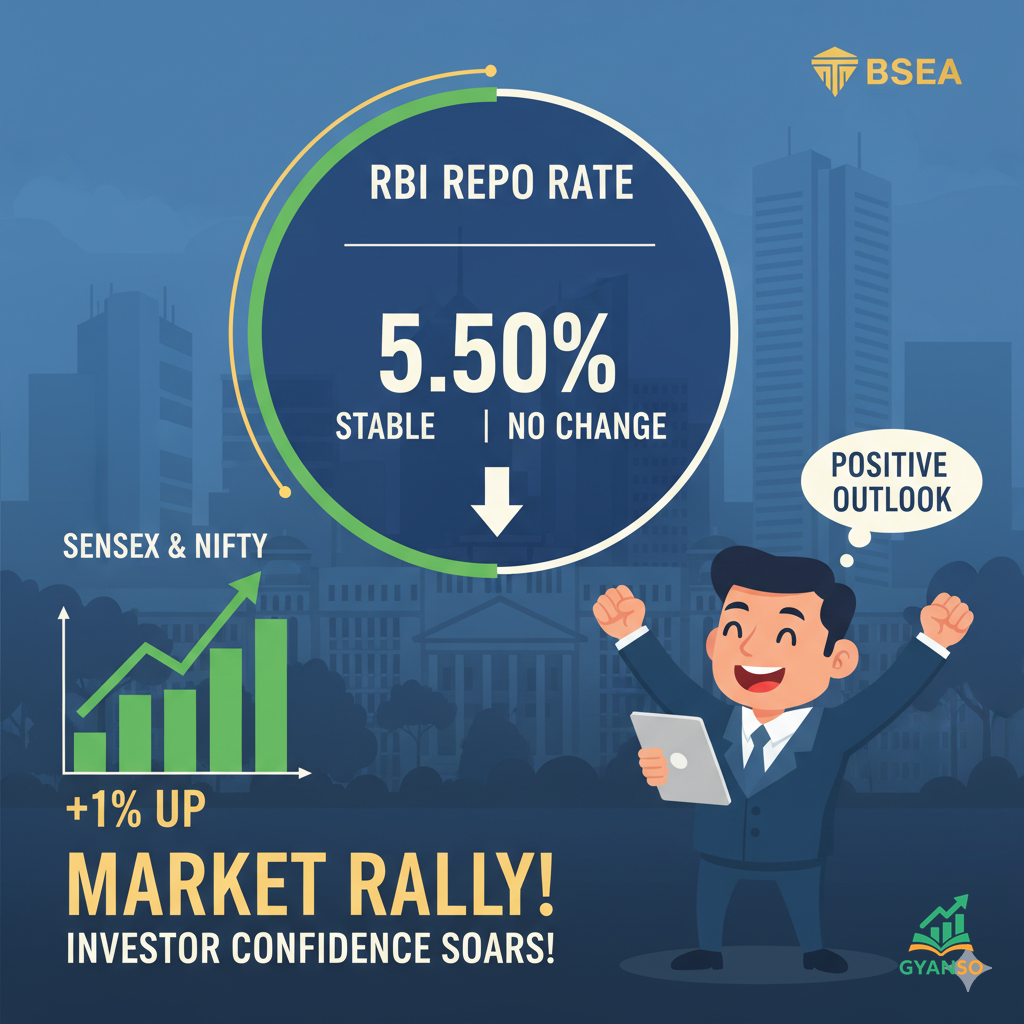 BSEA
RBI REPO RATE
5.50%
STABLE | NO CHANGE
POSITIVE
OUTLOOK
SENSEX & NIFTY
+1% UP
MARKET RALLY!
INVESTOR CONFIDENCE SOARS!
GYANSO